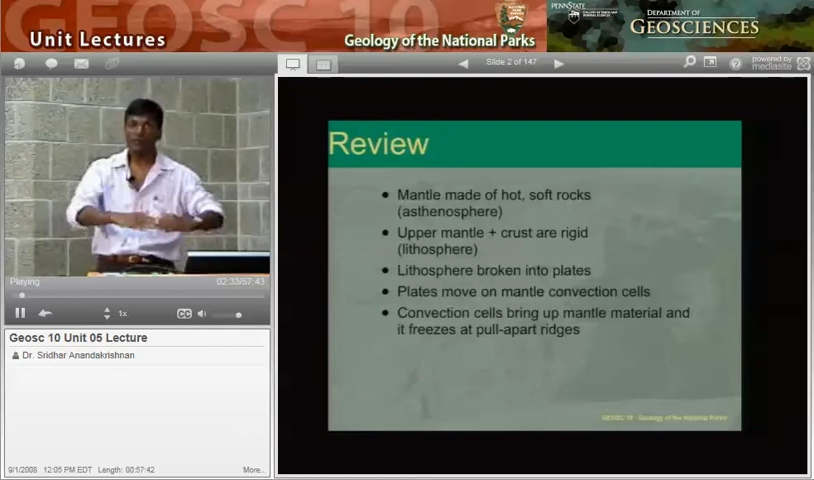 GEOSC 10
Unit Lectures
Geology of the National Parks
PENNSTATE
DEPARTMENT OF
GEOSCIENCES
Slide 2 of 147
powered by
mediasite
Review
• Mantle made of hot, soft rocks
(asthenosphere)
• Upper mantle + crust are rigid
(lithosphere)
• Lithosphere broken into plates
• Plates move on mantle convection cells
• Convection cells bring up mantle material and
it freezes at pull-apart ridges
GEOSC 10 Geology of the National Parks
Playing
02:33/57:43
1x
CC
Geosc 10 Unit 05 Lecture
Dr. Sridhar Anandakrishnan
9/1/2008 12:05 PM EDT Length: 00:57:42
More...